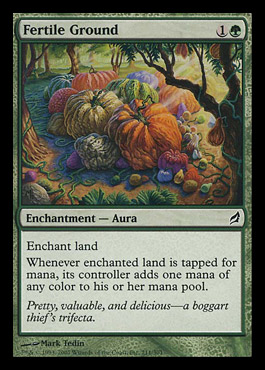 Fertile Ground 1
Enchantment — Aura
Enchant land
Whenever enchanted land is tapped for
mana, its controller adds one mana of
any color to his or her mana pool.
Pretty, valuable, and delicious—a boggart
thief's trifecta.
Mark Tedin